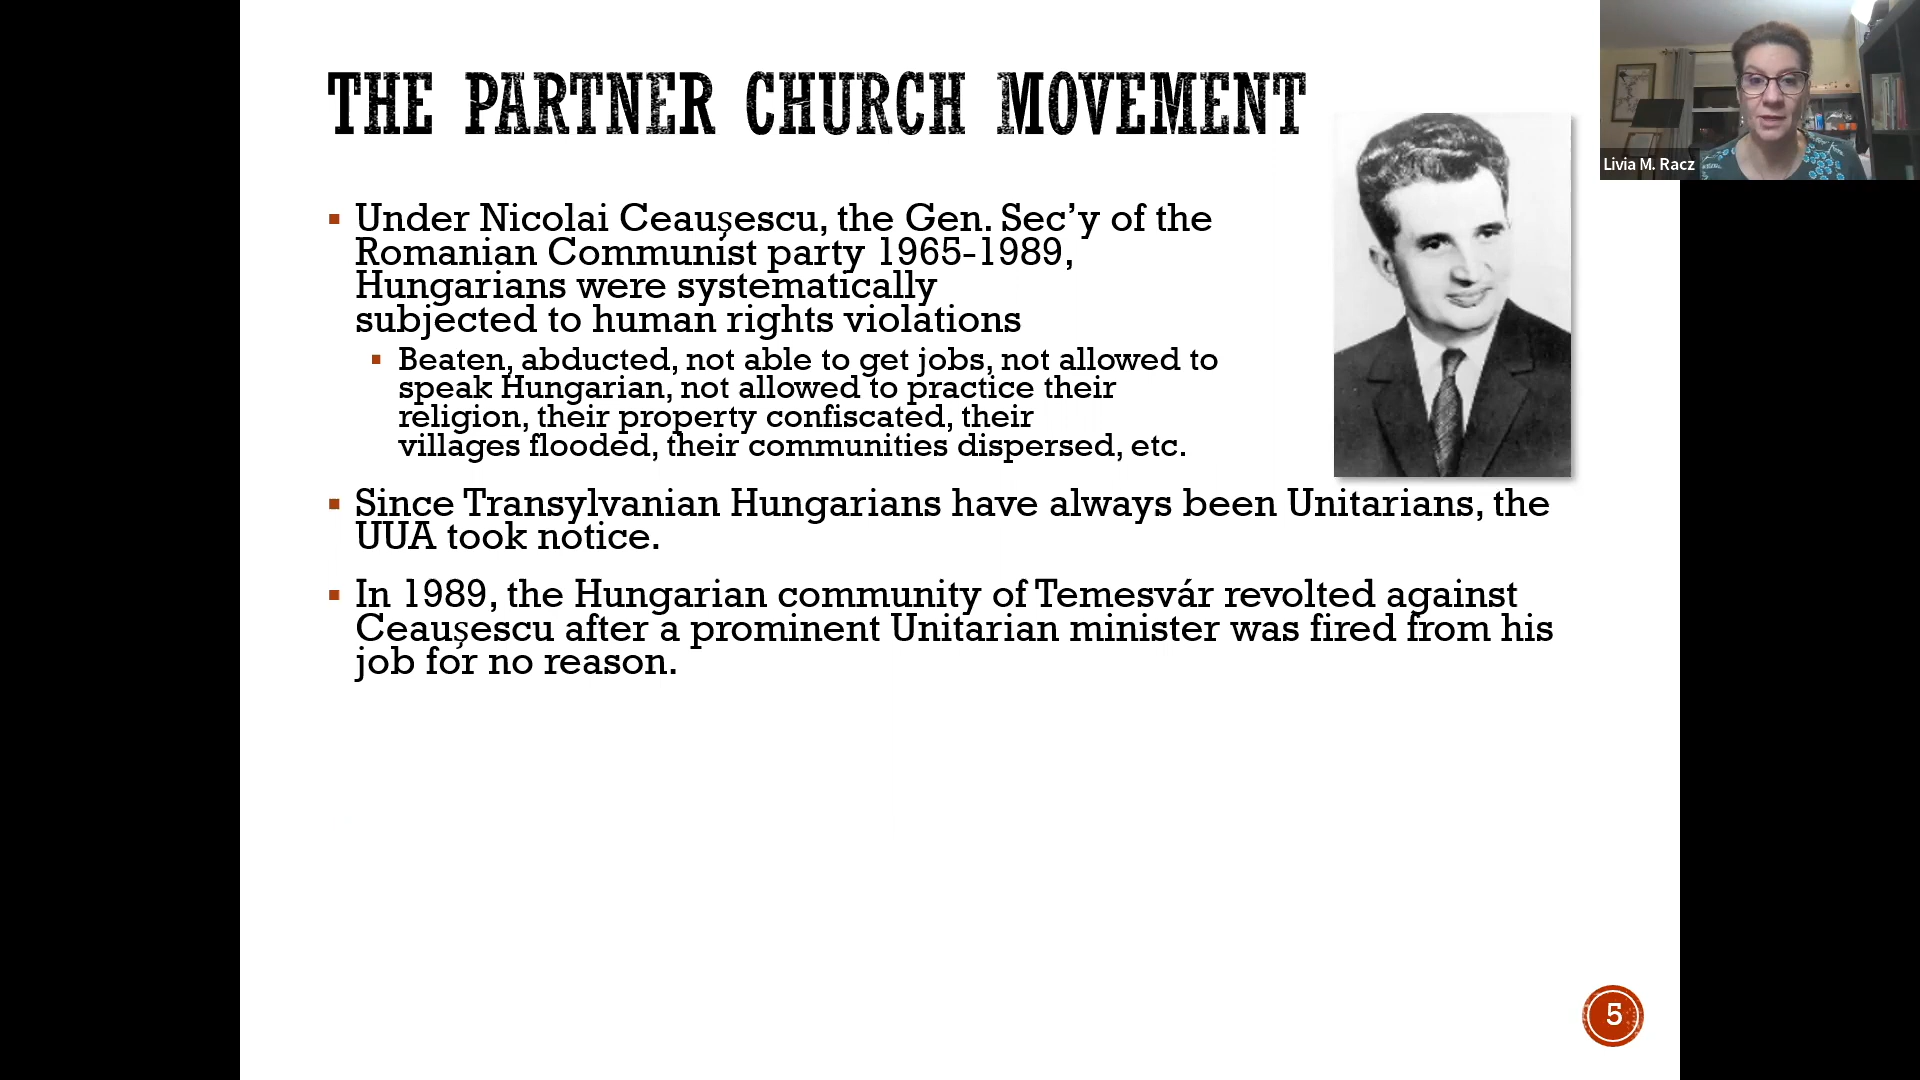 THE PARTNER CHURCH MOVEMENT
Livia M. Racz
▪ Under Nicolai Ceauşescu, the Gen. Sec’y of the
Romanian Communist party 1965-1989,
Hungarians were systematically
subjected to human rights violations
▪ Beaten, abducted, not able to get jobs, not allowed to
speak Hungarian, not allowed to practice their
religion, their property confiscated, their
villages flooded, their communities dispersed, etc.
▪ Since Transylvanian Hungarians have always been Unitarians, the
UUA took notice.
▪ In 1989, the Hungarian community of Temesvár revolted against
Ceauşescu after a prominent Unitarian minister was fired from his
job for no reason.
5